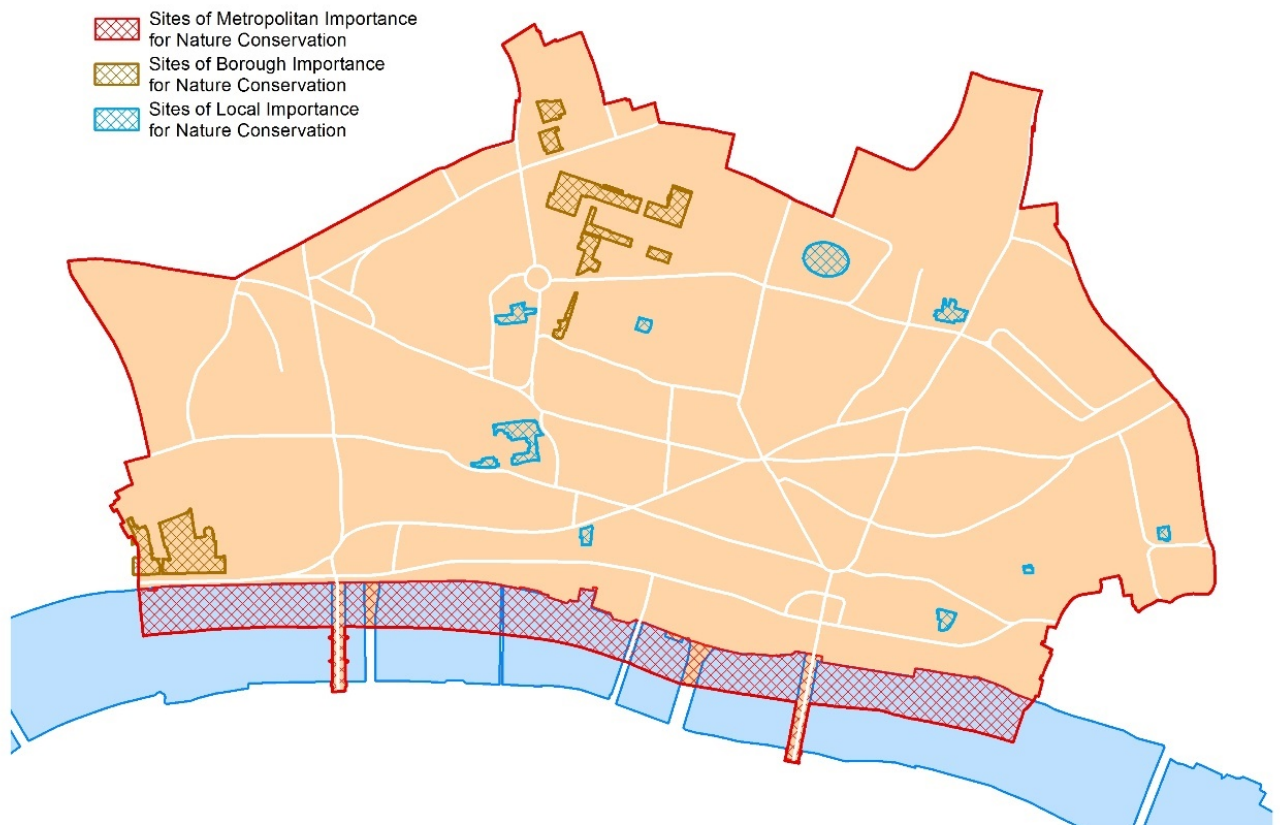 Sites of Metropolitan Importance
for Nature Conservation
Sites of Borough Importance
for Nature Conservation
Sites of Local Importance
for Nature Conservation